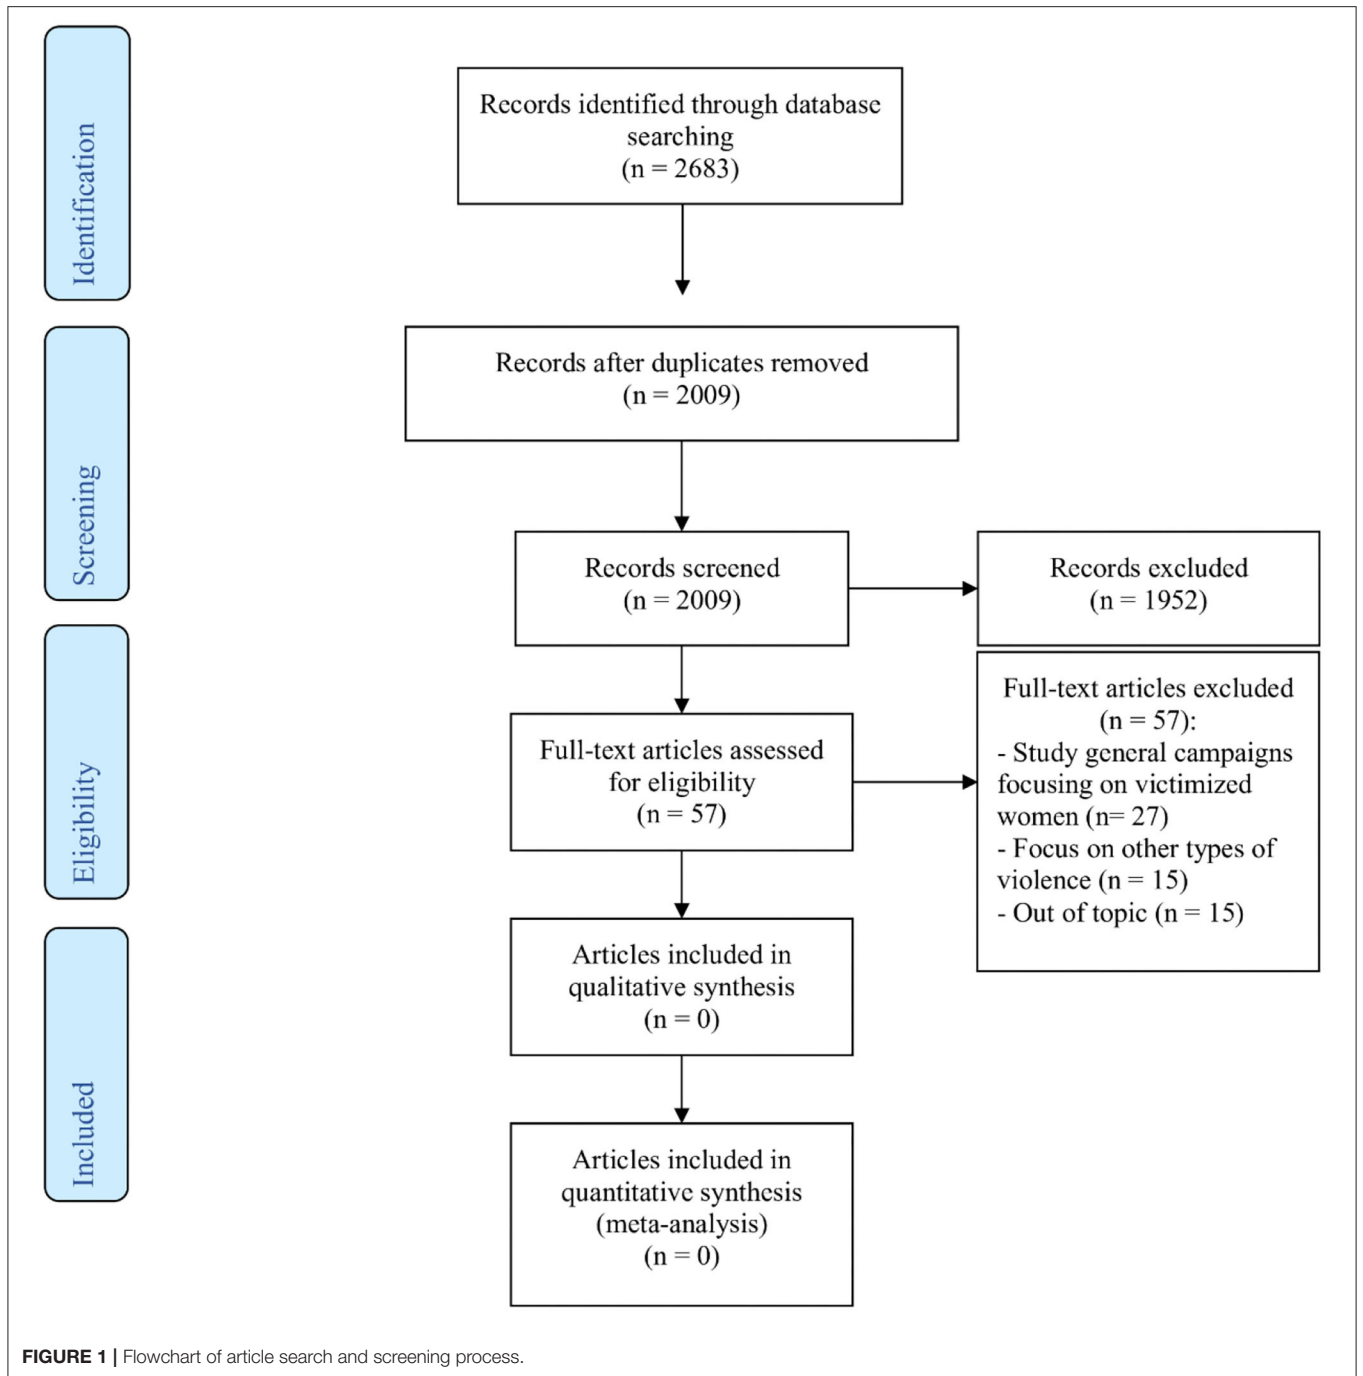 Identification
Records identified through database
searching
(n = 2683)
Screening
Records after duplicates removed
(n = 2009)
Records screened
(n = 2009)
Records excluded
(n = 1952)
Eligibility
Full-text articles assessed
for eligibility
(n = 57)
Full-text articles excluded
(n = 57):
- Study general campaigns
focusing on victimized
women (n= 27)
- Focus on other types of
violence (n = 15)
- Out of topic (n = 15)
Included
Articles included in
qualitative synthesis
(n = 0)
Articles included in
quantitative synthesis
(meta-analysis)
(n = 0)
FIGURE 1 | Flowchart of article search and screening process.